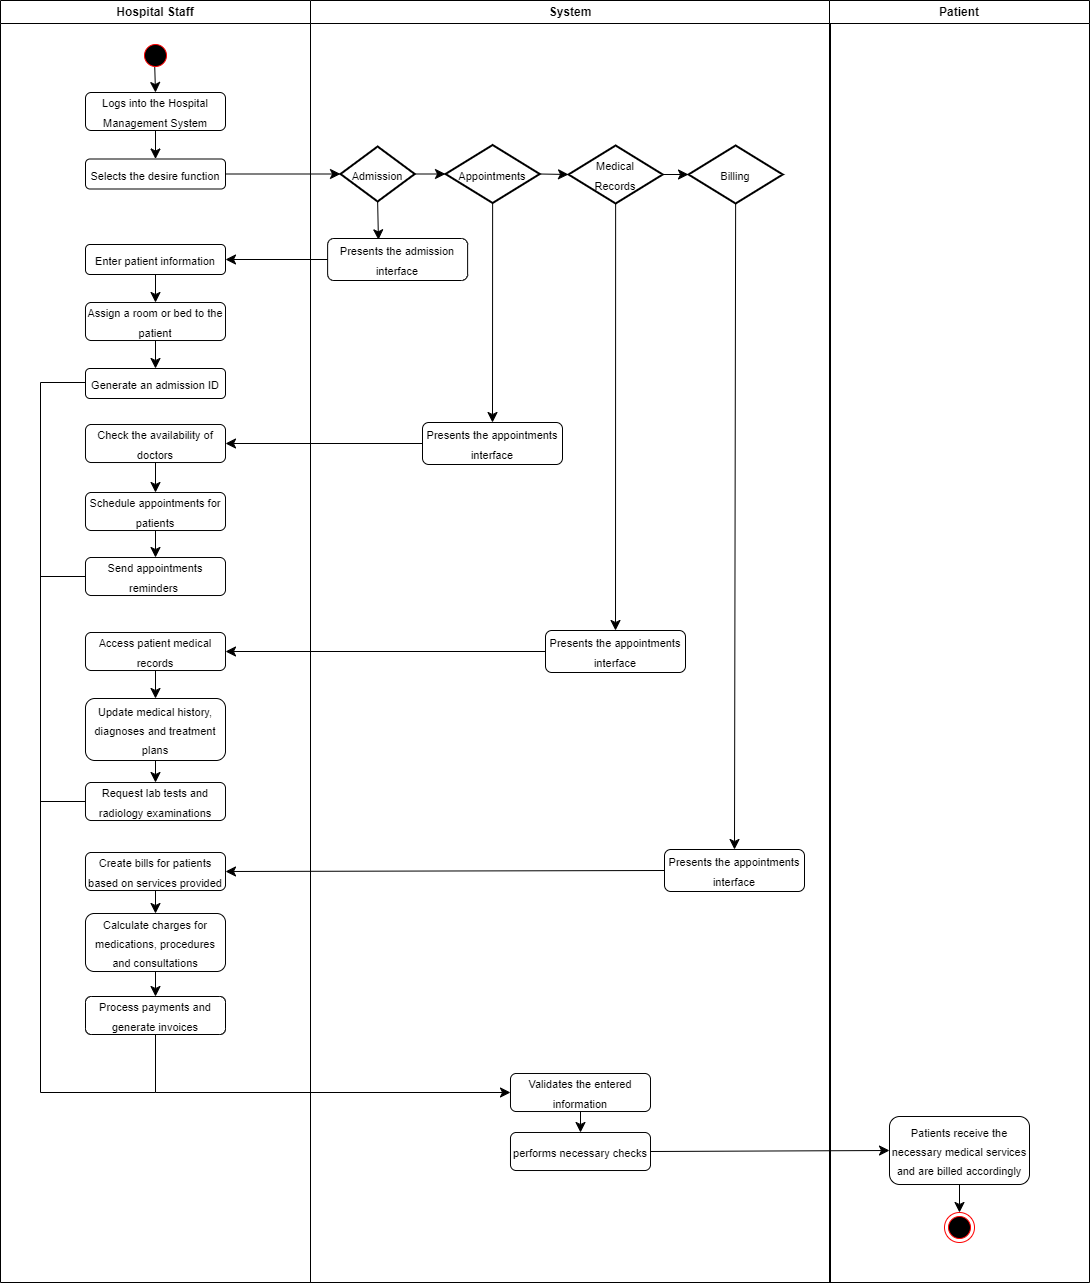 Hospital Staff
System
Patient
Logs into the Hospital
Management System
Selects the desire function
Admission
Appointments
Medical
Records
Billing
Presents the admission
interface
Enter patient information
Assign a room or bed to the
patient
Generate an admission ID
Presents the appointments
interface
Check the availability of
doctors
Schedule appointments for
patients
Send appointments
reminders
Presents the appointments
interface
Access patient medical
records
Update medical history,
diagnoses and treatment
plans
Request lab tests and
radiology examinations
Presents the appointments
interface
Create bills for patients
based on services provided
Calculate charges for
medications, procedures
and consultations
Process payments and
generate invoices
Validates the entered
information
performs necessary checks
Patients receive the
necessary medical services
and are billed accordingly